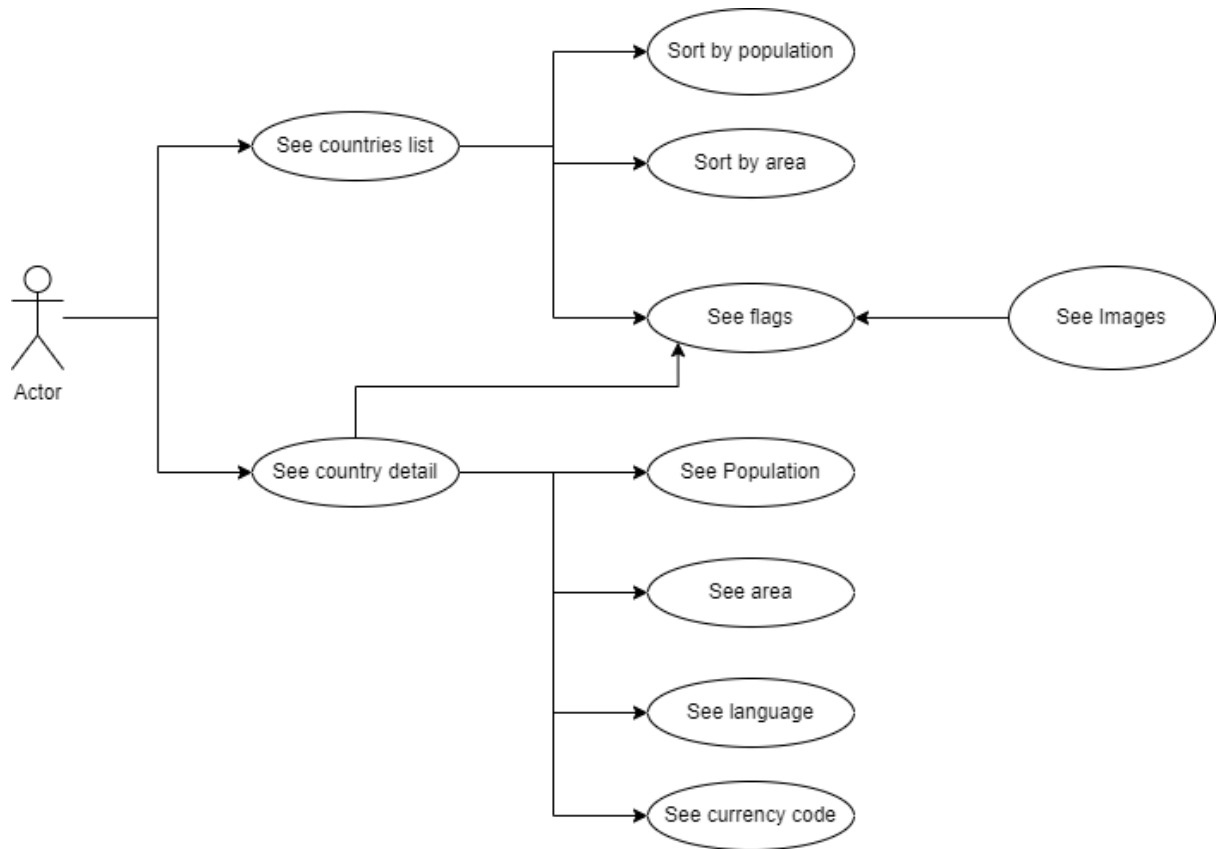 Sort by population
See countries list
Sort by area
See flags
See Images
Actor
See country detail
See Population
See area
See language
See currency code